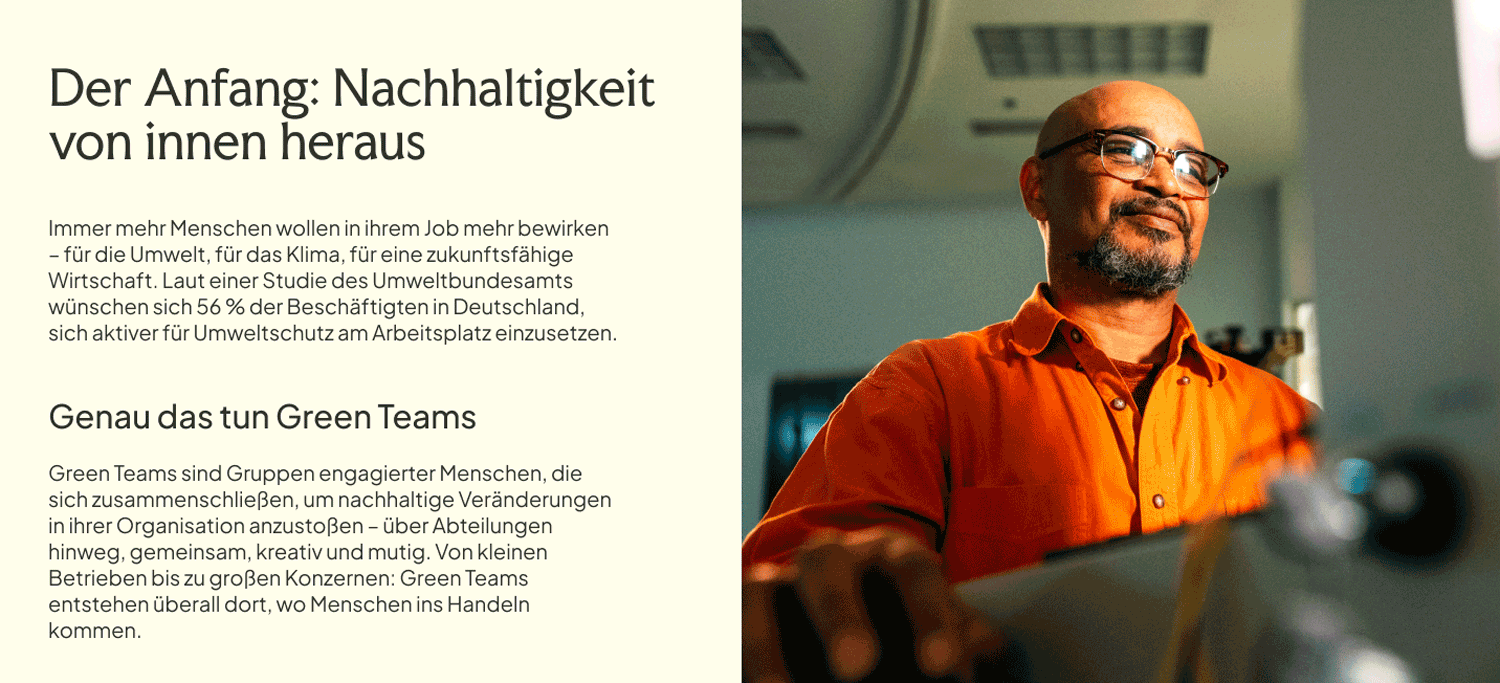 Der Anfang: Nachhaltigkeit
von innen heraus
Immer mehr Menschen wollen in ihrem Job mehr bewirken
– für die Umwelt, für das Klima, für eine zukunftsfähige
Wirtschaft. Laut einer Studie des Umweltbundesamts
wünschen sich 56 % der Beschäftigten in Deutschland,
sich aktiver für Umweltschutz am Arbeitsplatz einzusetzen.
Genau das tun Green Teams
Green Teams sind Gruppen engagierter Menschen, die
sich zusammenschließen, um nachhaltige Veränderungen
in ihrer Organisation anzustoßen – über Abteilungen
hinweg, gemeinsam, kreativ und mutig. Von kleinen
Betrieben bis zu großen Konzernen: Green Teams
entstehen überall dort, wo Menschen ins Handeln
kommen.